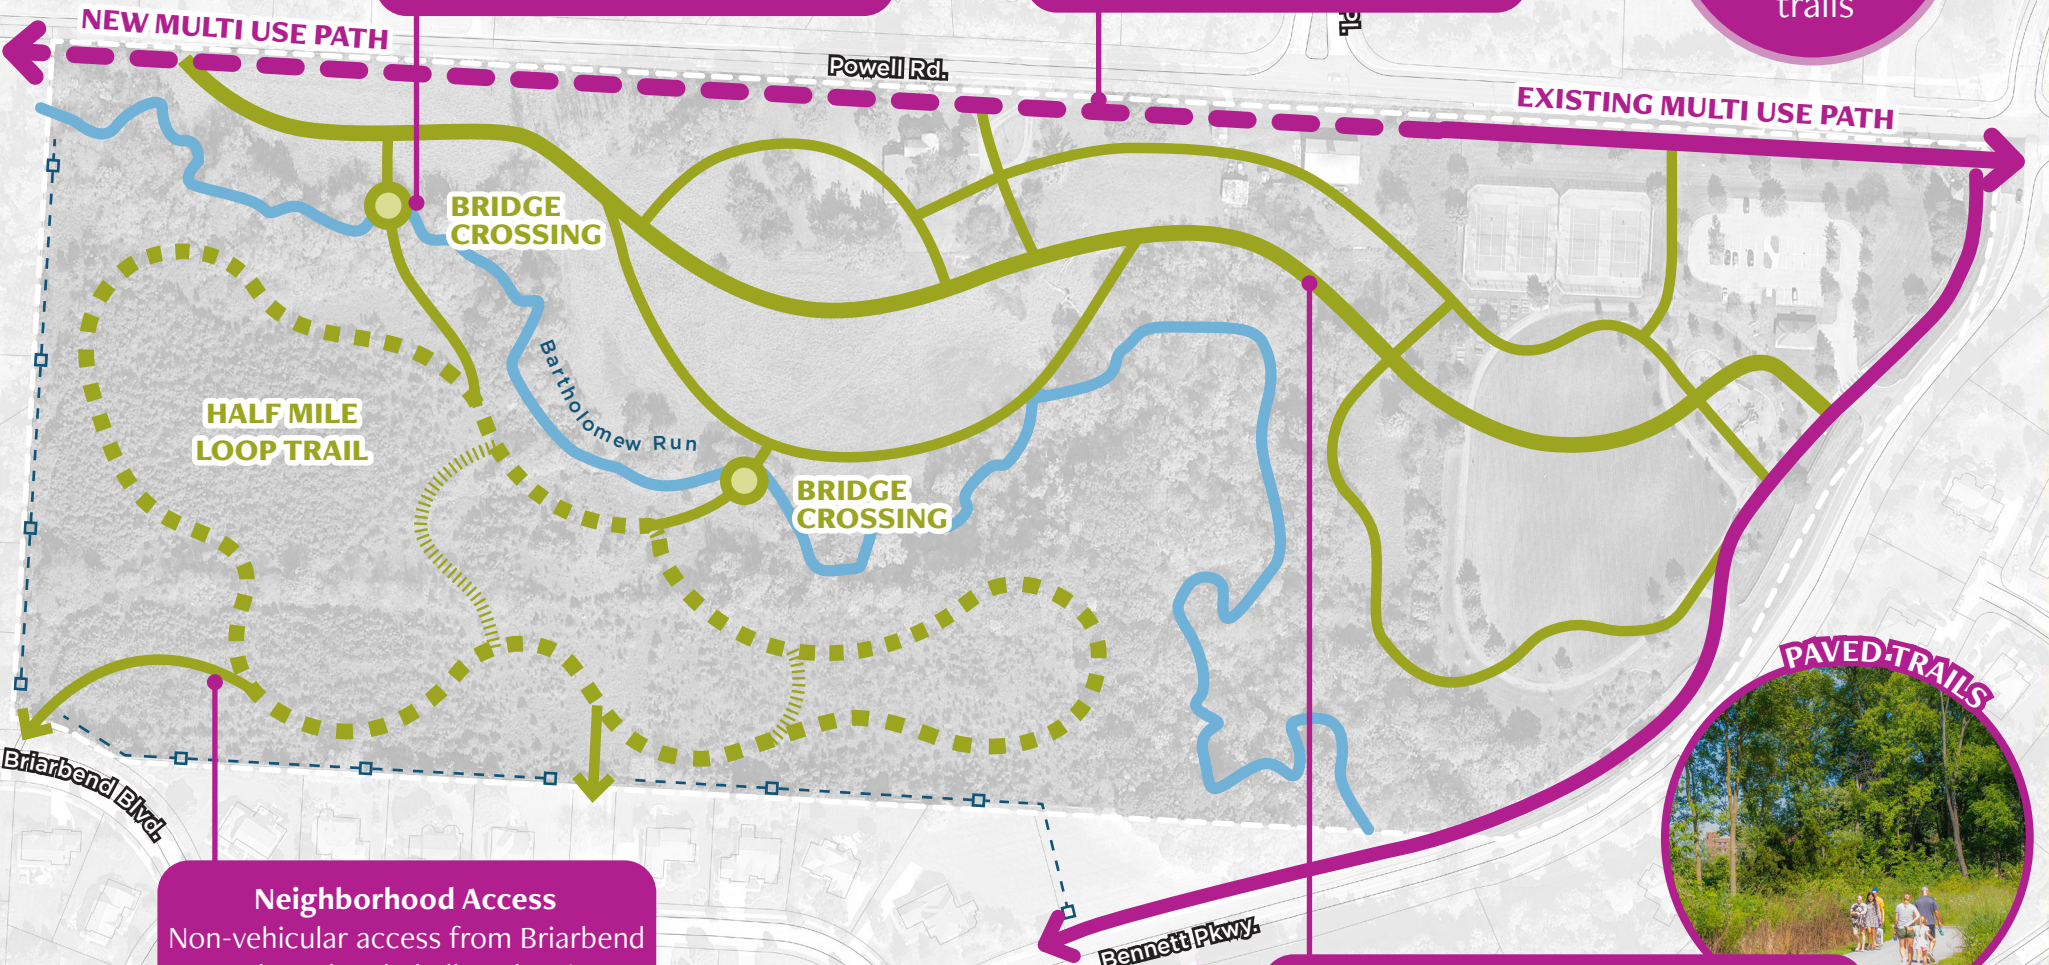 trails
NEW MULTI USE PATH
Powell Rd.
EXISTING MULTI USE PATH
BRIDGE
CROSSING
Bartholomew Run
HALF MILE
LOOP TRAIL
BRIDGE
CROSSING
PAVED TRAILS
Briarbend Blvd.
Neighborhood Access
Non-vehicular access from Briarbend
Bennett Pkwy.